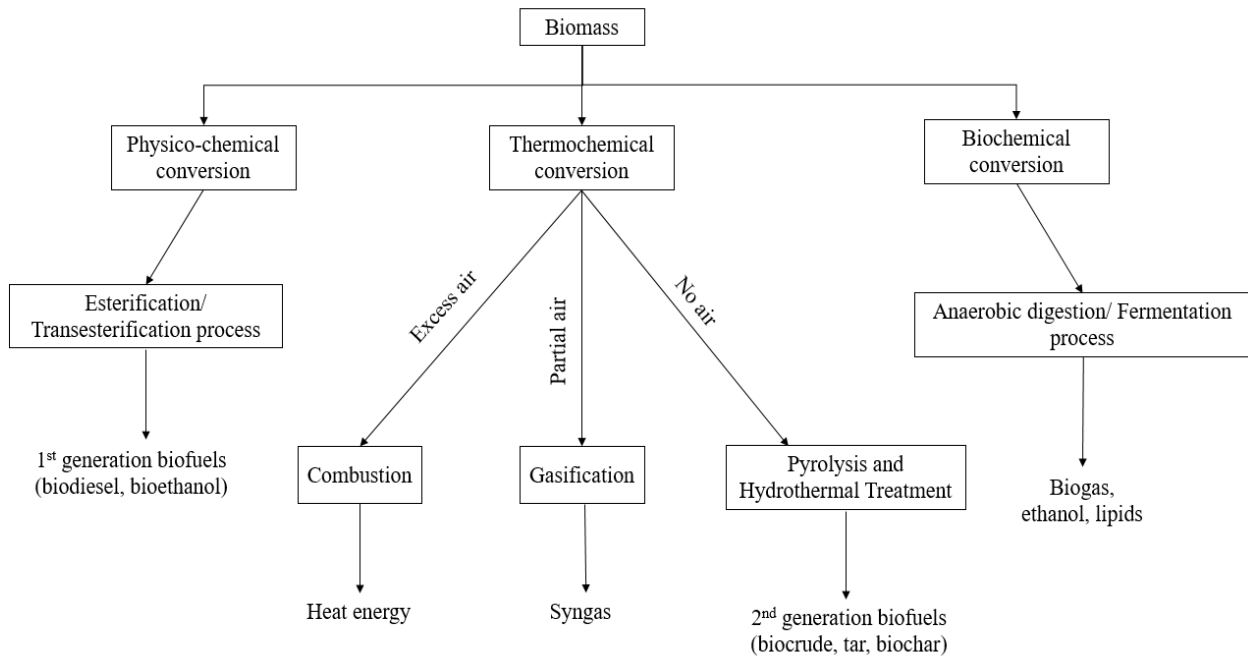 Biomass
Physico-chemical
conversion
Thermochemical
conversion
Biochemical
conversion
Excess air
Partial air
No air
Esterification/
Transesterification process
Anaerobic digestion/ Fermentation
process
1st generation biofuels
(biodiesel, bioethanol)
Combustion
Gasification
Pyrolysis and
Hydrothermal Treatment
Biogas,
ethanol, lipids
Heat energy
Syngas
2nd generation biofuels
(biocrude, tar, biochar)